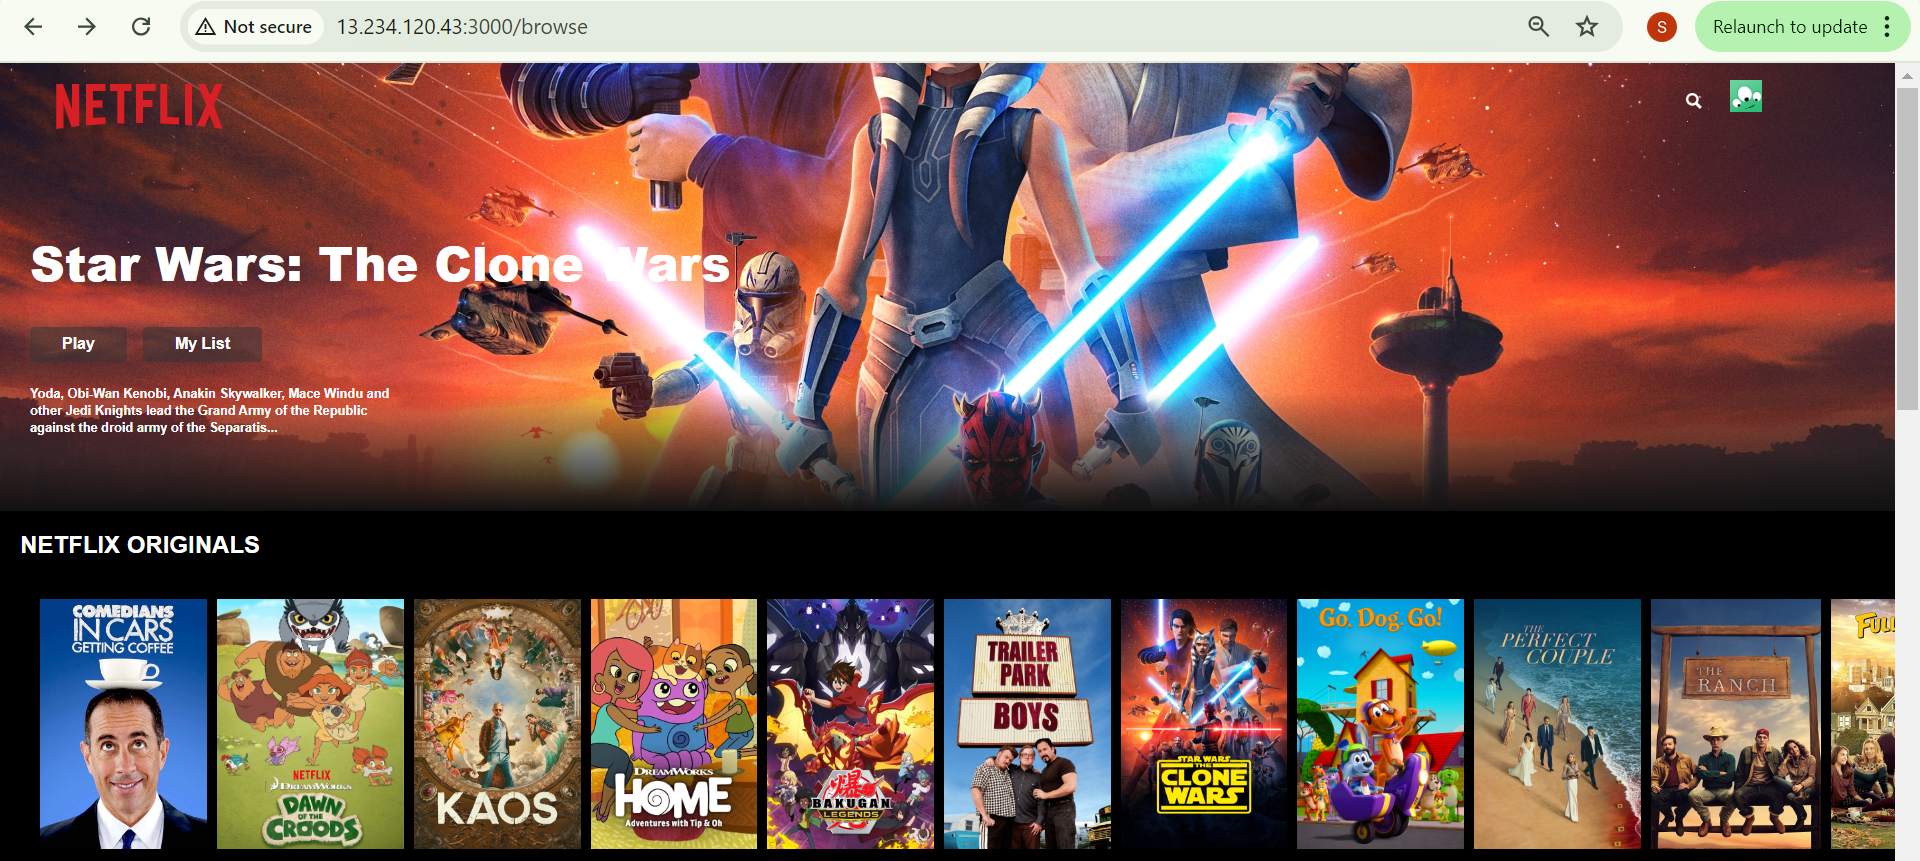 Not secure
13.234.120.43:3000/browse
S
Relaunch to update
NETFLIX
Star Wars: The Clone Wars
Play
My List
Yoda, Obi-Wan Kenobi, Anakin Skywalker, Mace Windu and
other Jedi Knights lead the Grand Army of the Republic
against the droid army of the Separatis...
NETFLIX ORIGINALS
COMEDIANS
IN CARS
GETTING COFFEE
NETFLIX
DREAMWORKS
DAWN
OF THE
CROODS
KAOS
DREAMWORKS
HOME
Adventures with Tip & Oh
爆
BAKUGAN
LEGENDS
TRAILER
PARK
BOYS
STAR WARS
THE
CLONE
WARS
Go, Dog. Go!
THE
PERFECT
COUPLE
THE
RANCH
FUL